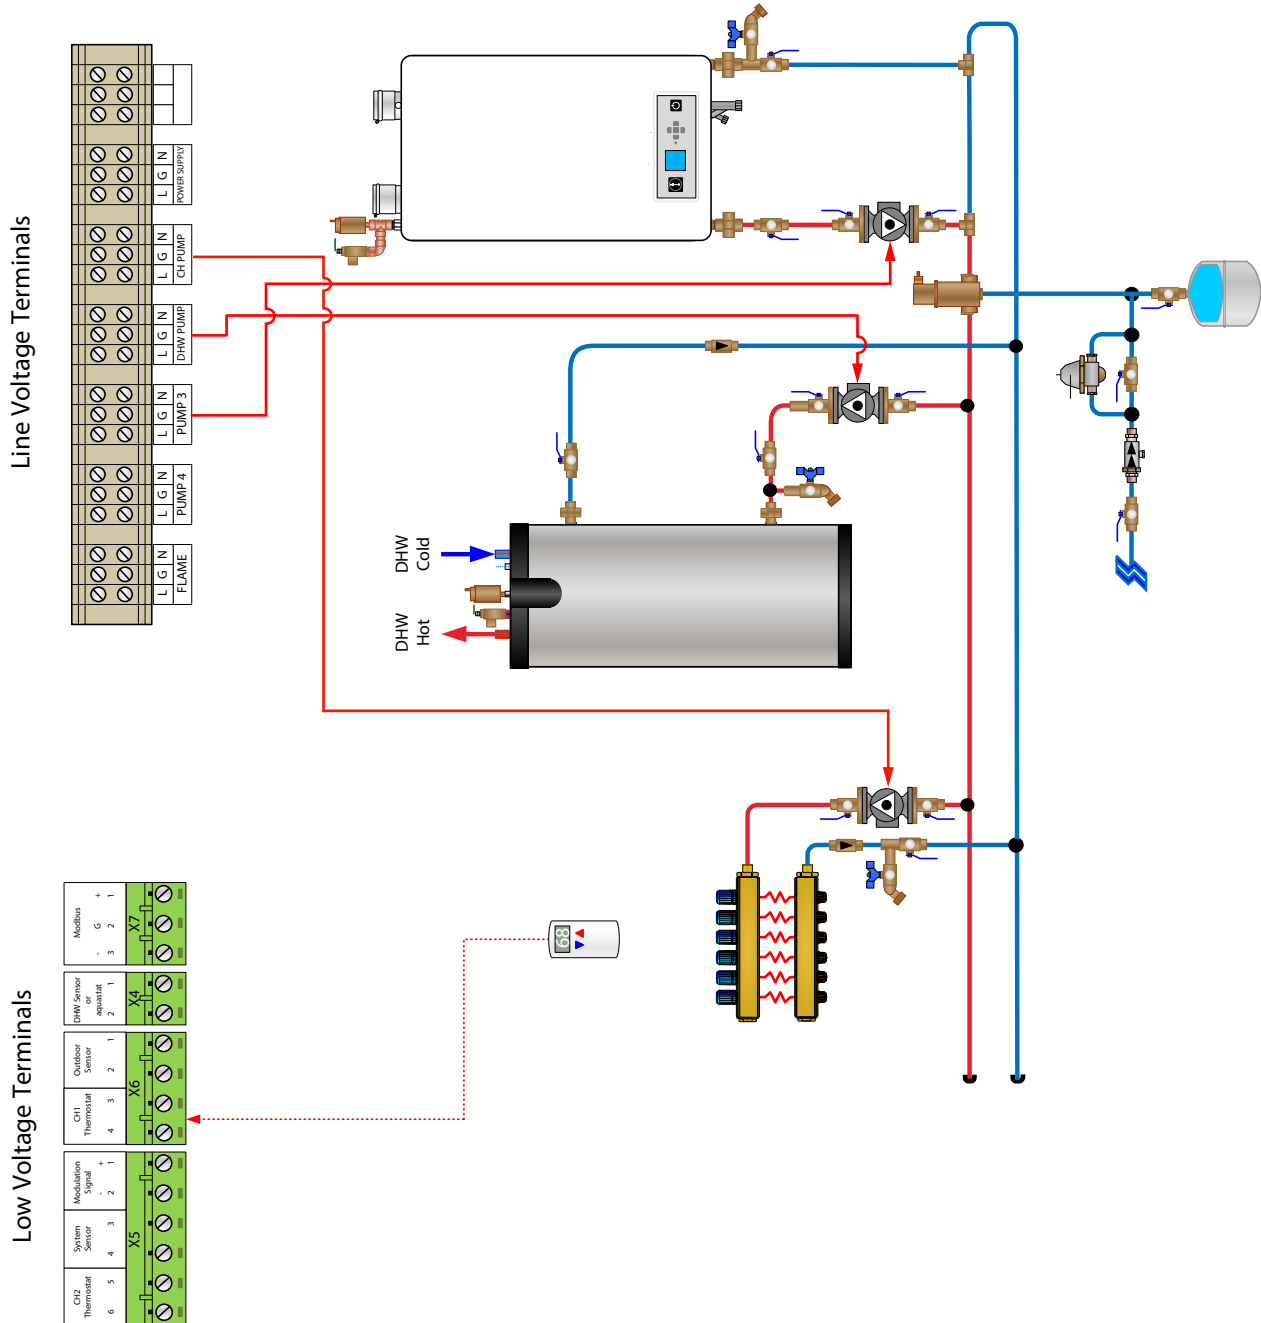 Line Voltage Terminals
L G N
POWER SUPPLY
L G N
CH PUMP
L G N
DHW PUMP
L G N
PUMP 3
L G N
PUMP 4
L G N
FLAME
DHW
Cold
DHW
Hot
68
Low Voltage Terminals
Modbus
- G +
3 2 1
X7
DHW Sensor
or
aquastat
2 1
X4
Outdoor
Sensor
2 1
CH1
Thermostat
4 3
X6
Modulation
Signal
- +
2 1
System
Sensor
4 3
CH2
Thermostat
6 5
X5